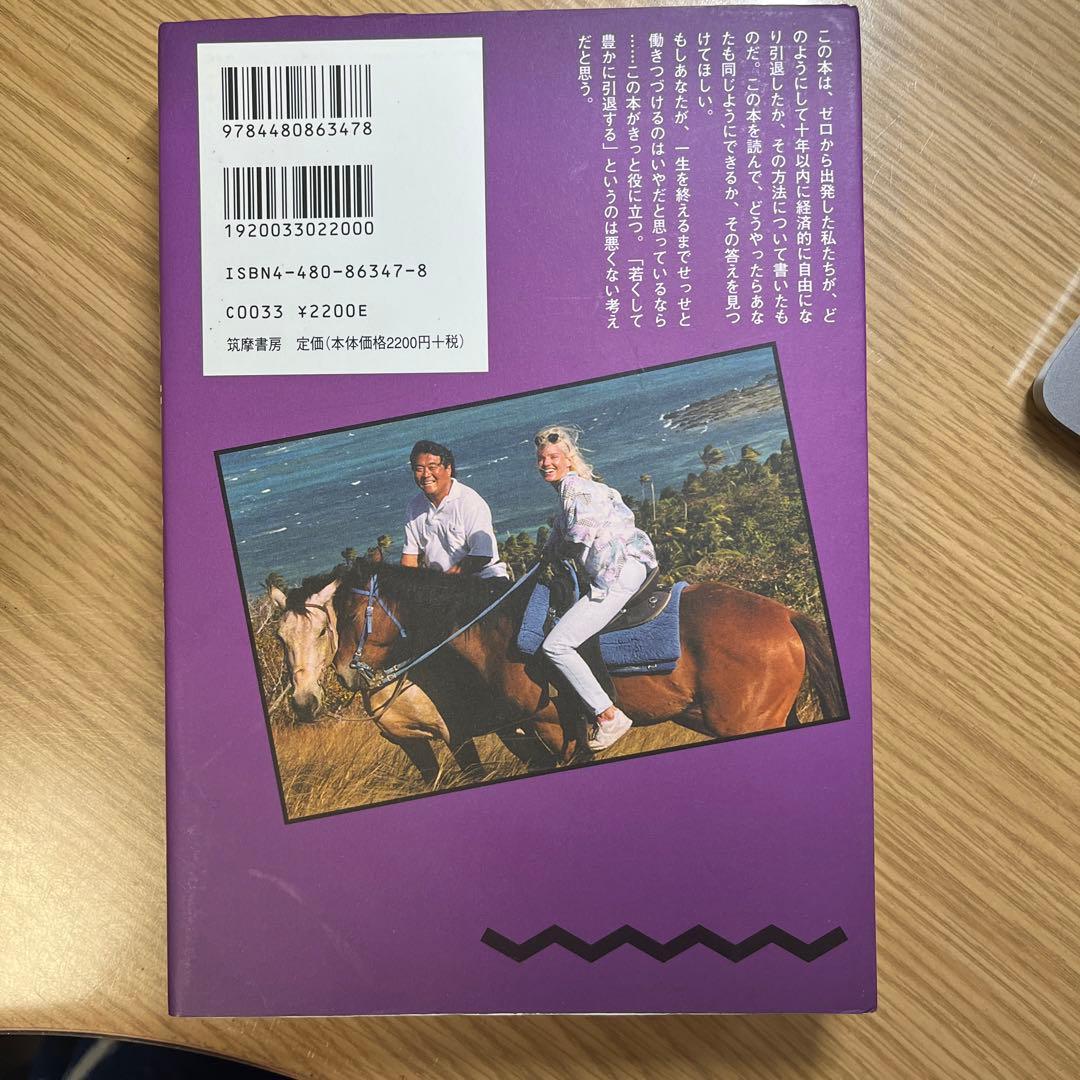 9784480863478
1920033022000
ISBN4-480-86347-8
C0033 ¥2200E
筑摩書房 定価(本体価格2200円+税)
この本は、ゼロから出発した私たちが、ど
のようにして十年以内に経済的に自由にな
り引退したか、その方法について書いたも
のだ。この本を読んで、どうやったらあな
たも同じようにできるか、その答えを見つ
けてほしい。
もしあなたが、一生を終えるまでせっせと
働きつづけるのはいやだと思っているなら
……この本がきっと役に立つ。「若くして
豊かに引退する」というのは悪くない考え
だと思う。